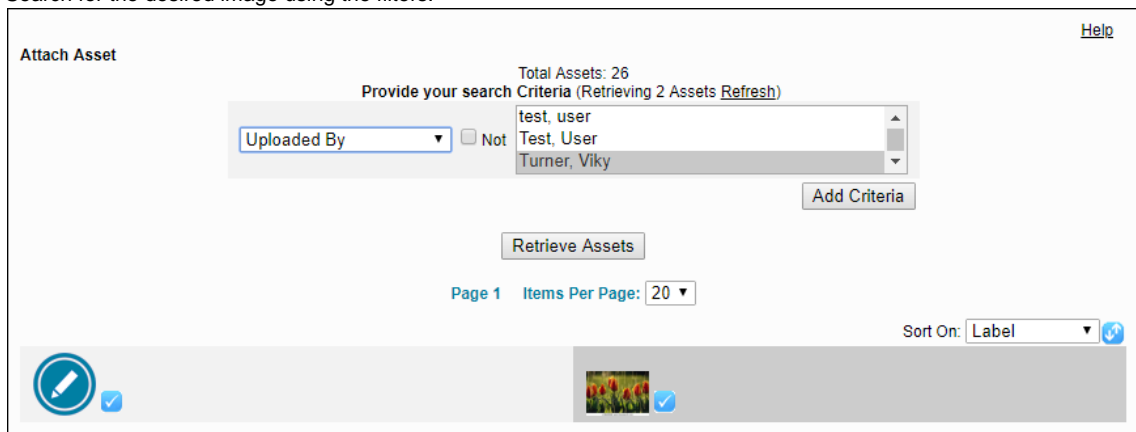 Search for the desired image using the filters.
Help
Attach Asset
Total Assets: 26
Provide your search Criteria (Retrieving 2 Assets Refresh)
Uploaded By
Not
test, user
Test, User
Turner, Viky
Add Criteria
Retrieve Assets
Page 1 Items Per Page: 20
Sort On: Label